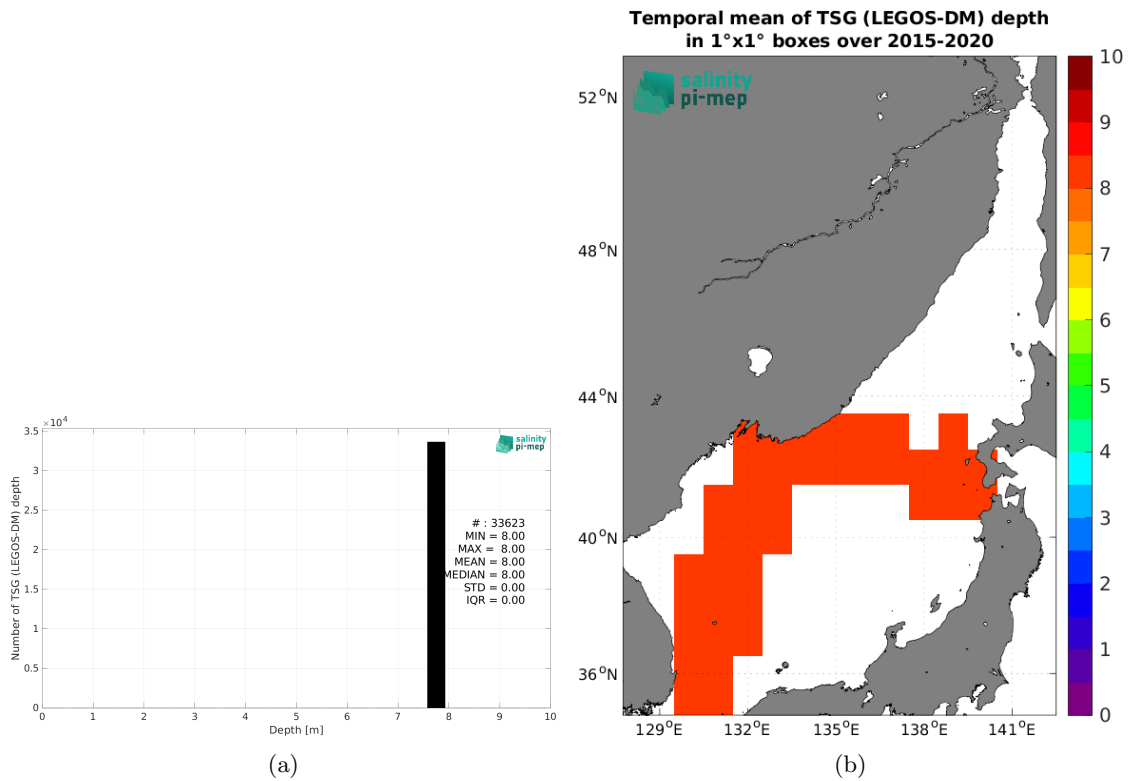 ×10⁴
3.5
3
2.5
2
1.5
1
0.5
0
Number of TSG (LEGOS-DM) depth
salinity
pi-mep
# : 33623
MIN = 8.00
MAX = 8.00
MEAN = 8.00
MEDIAN = 8.00
STD = 0.00
IQR = 0.00
0 1 2 3 4 5 6 7 8 9 10
Depth [m]
(a)
Temporal mean of TSG (LEGOS-DM) depth
in 1°x1° boxes over 2015-2020
salinity
pi-mep
52°N
48°N
44°N
40°N
36°N
129°E 132°E 135°E 138°E 141°E
10
9
8
7
6
5
4
3
2
1
0
(b)